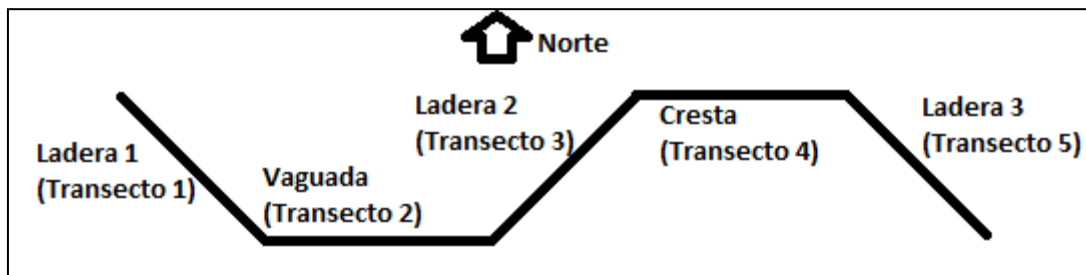 Norte
Ladera 1
(Transecto 1)
Vaguada
(Transecto 2)
Ladera 2
(Transecto 3)
Cresta
(Transecto 4)
Ladera 3
(Transecto 5)